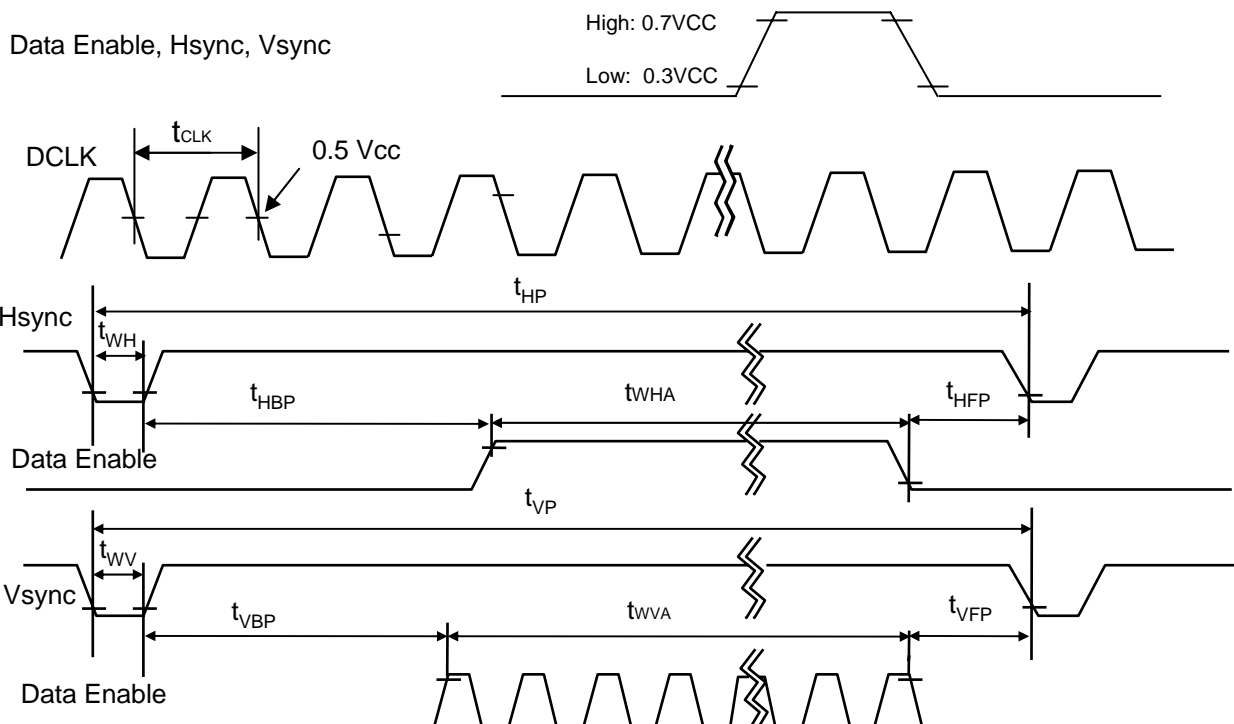 High: 0.7VCC
Data Enable, Hsync, Vsync
Low: 0.3VCC
tCLK
DCLK
0.5 Vcc
tHP
Hsync
tWH
tHBP
tWHA
tHFP
Data Enable
tVP
tWV
Vsync
tVBP
tWVA
tVFP
Data Enable